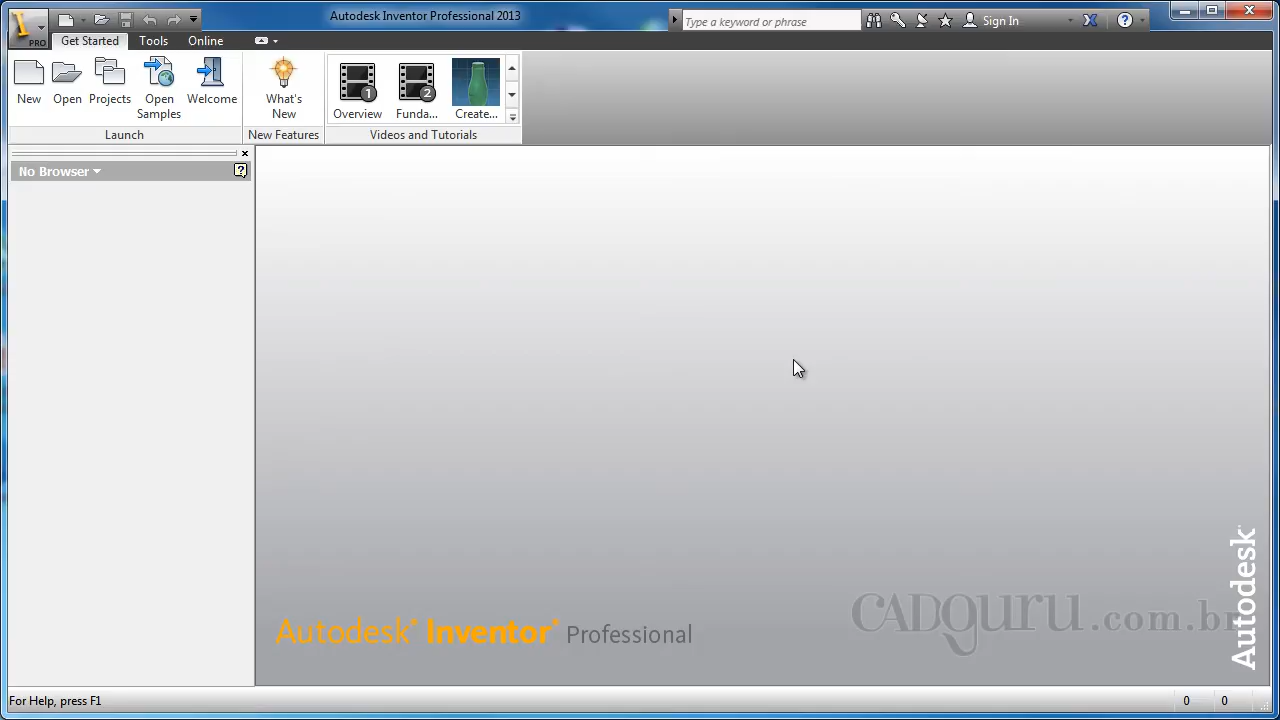 Autodesk Inventor Professional 2013
Type a keyword or phrase
Sign In
PRO
Get Started
Tools
Online
New
Open
Projects
Open Samples
Welcome
What's New
1
Overview
2
Funda...
Create...
Launch
New Features
Videos and Tutorials
No Browser
Autodesk® Inventor® Professional
CADguru.com.br
Autodesk®
For Help, press F1
0
0